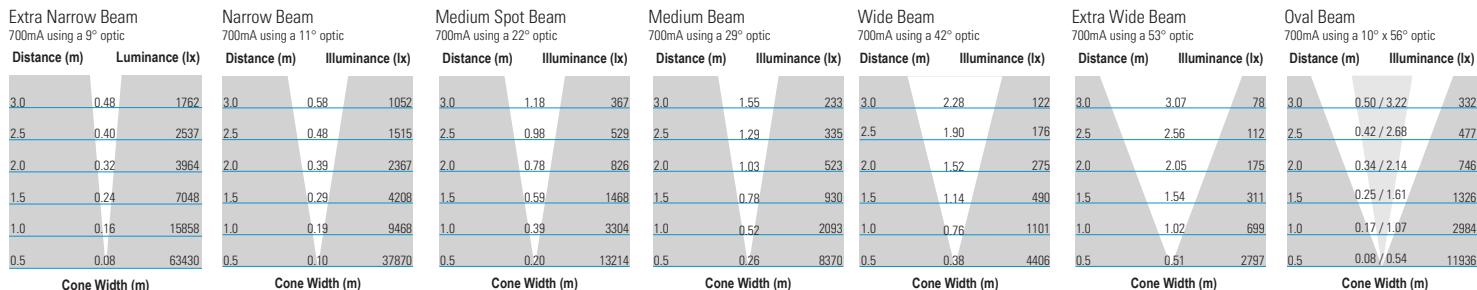 Extra Narrow Beam
700mA using a 9° optic
Distance (m) Luminance (lx)
3.0 0.48 1762
2.5 0.40 2537
2.0 0.32 3964
1.5 0.24 7048
1.0 0.16 15858
0.5 0.08 63430
Cone Width (m)
Narrow Beam
700mA using a 11° optic
Distance (m) Illuminance (lx)
3.0 0.58 1052
2.5 0.48 1515
2.0 0.39 2367
1.5 0.29 4208
1.0 0.19 9468
0.5 0.10 37870
Cone Width (m)
Medium Spot Beam
700mA using a 22° optic
Distance (m) Illuminance (lx)
3.0 1.18 367
2.5 0.98 529
2.0 0.78 826
1.5 0.59 1468
1.0 0.39 3304
0.5 0.20 13214
Cone Width (m)
Medium Beam
700mA using a 29° optic
Distance (m) Illuminance (lx)
3.0 1.55 233
2.5 1.29 335
2.0 1.03 523
1.5 0.78 930
1.0 0.52 2093
0.5 0.26 8370
Cone Width (m)
Wide Beam
700mA using a 42° optic
Distance (m) Illuminance (lx)
3.0 2.28 122
2.5 1.90 176
2.0 1.52 275
1.5 1.14 490
1.0 0.76 1101
0.5 0.38 4406
Cone Width (m)
Extra Wide Beam
700mA using a 53° optic
Distance (m) Illuminance (lx)
3.0 3.07 78
2.5 2.56 112
2.0 2.05 175
1.5 1.54 311
1.0 1.02 699
0.5 0.51 2797
Cone Width (m)
Oval Beam
700mA using a 10° x 56° optic
Distance (m) Illuminance (lx)
3.0 0.50 / 3.22 332
2.5 0.42 / 2.68 477
2.0 0.34 / 2.14 746
1.5 0.25 / 1.61 1326
1.0 0.17 / 1.07 2984
0.5 0.08 / 0.54 11936
Cone Width (m)